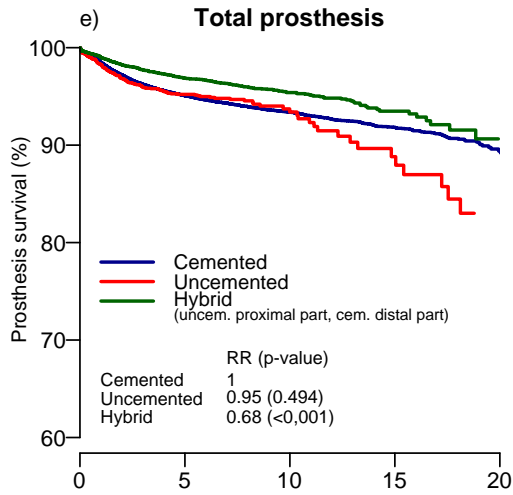 e) Total prosthesis
100
90
80
70
60
Prosthesis survival (%)
Cemented
Uncemented
Hybrid
(uncem. proximal part, cem. distal part)
RR (p-value)
Cemented 1
Uncemented 0.95 (0.494)
Hybrid 0.68 (<0,001)
0 5 10 15 20